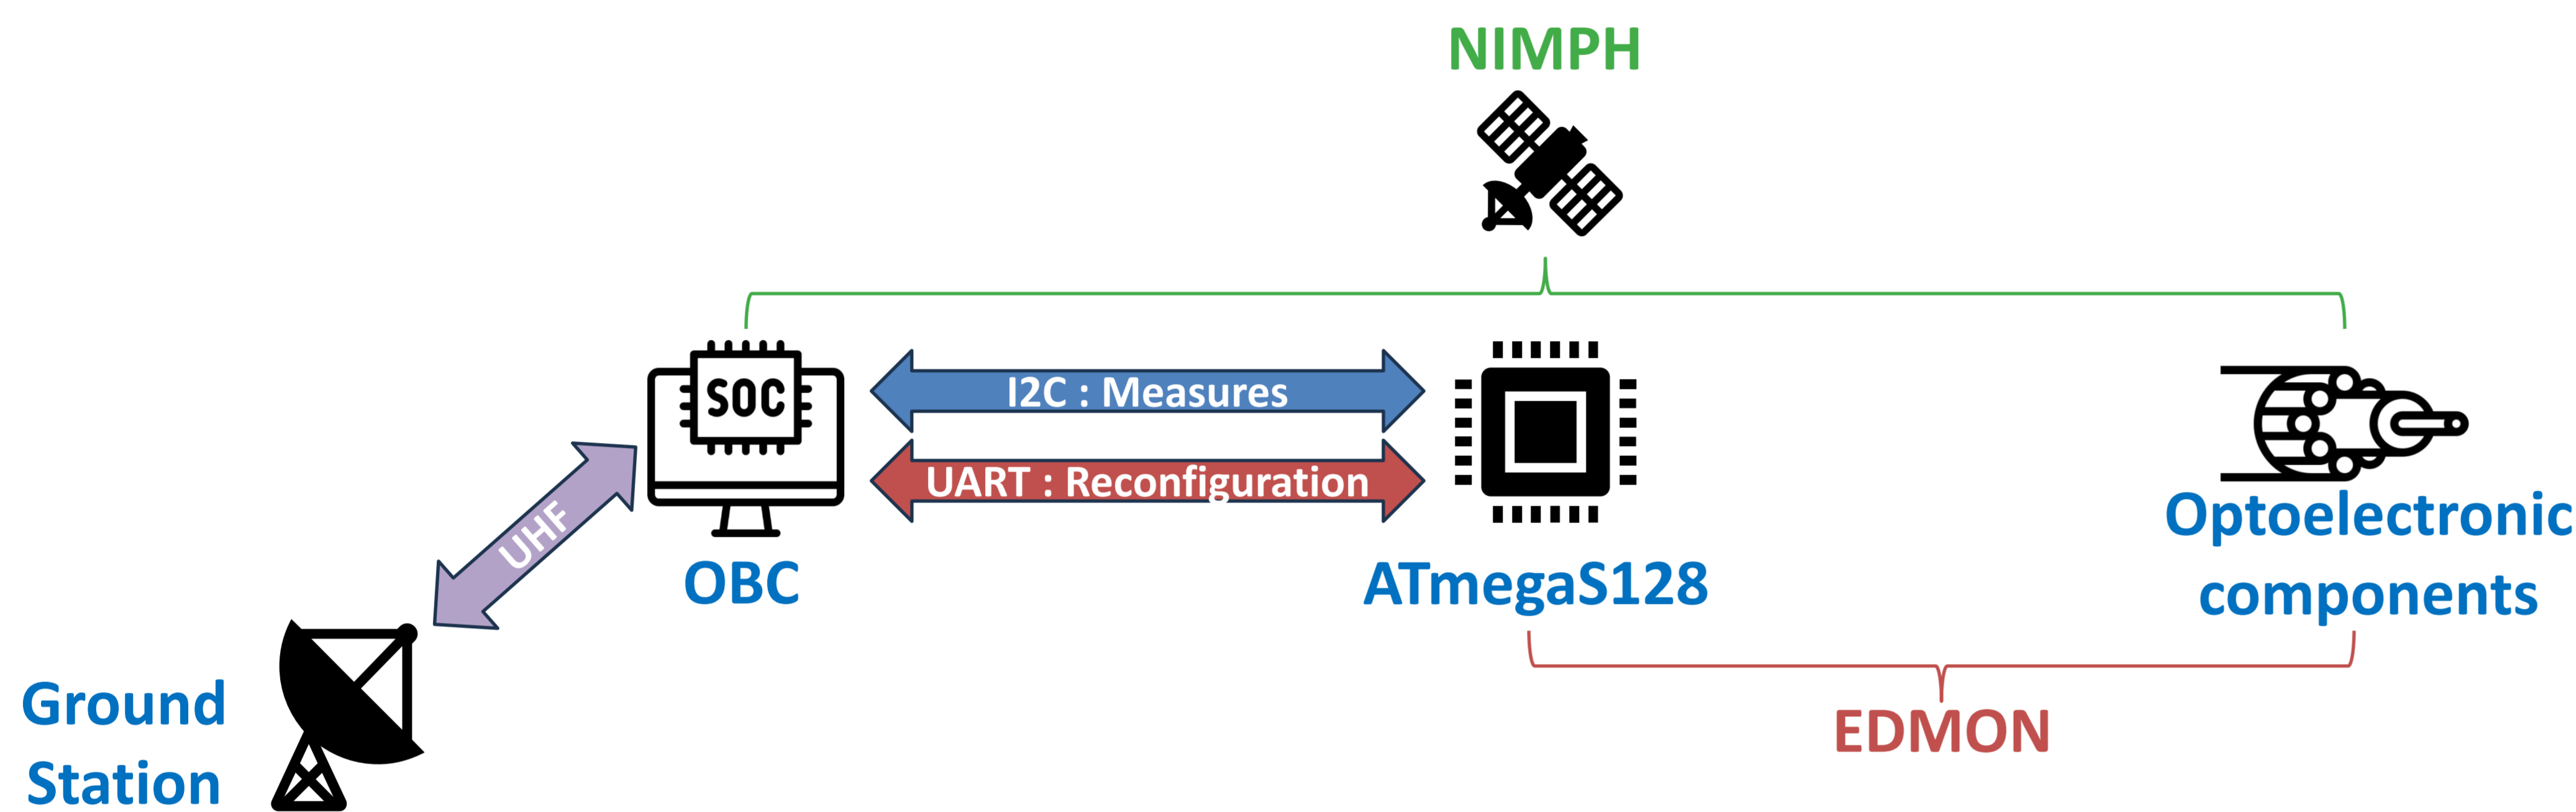 NIMPH
SOC
I2C : Measures
UART : Reconfiguration
UHF
OBC
ATmegaS128
Optoelectronic
components
Ground
Station
EDMON